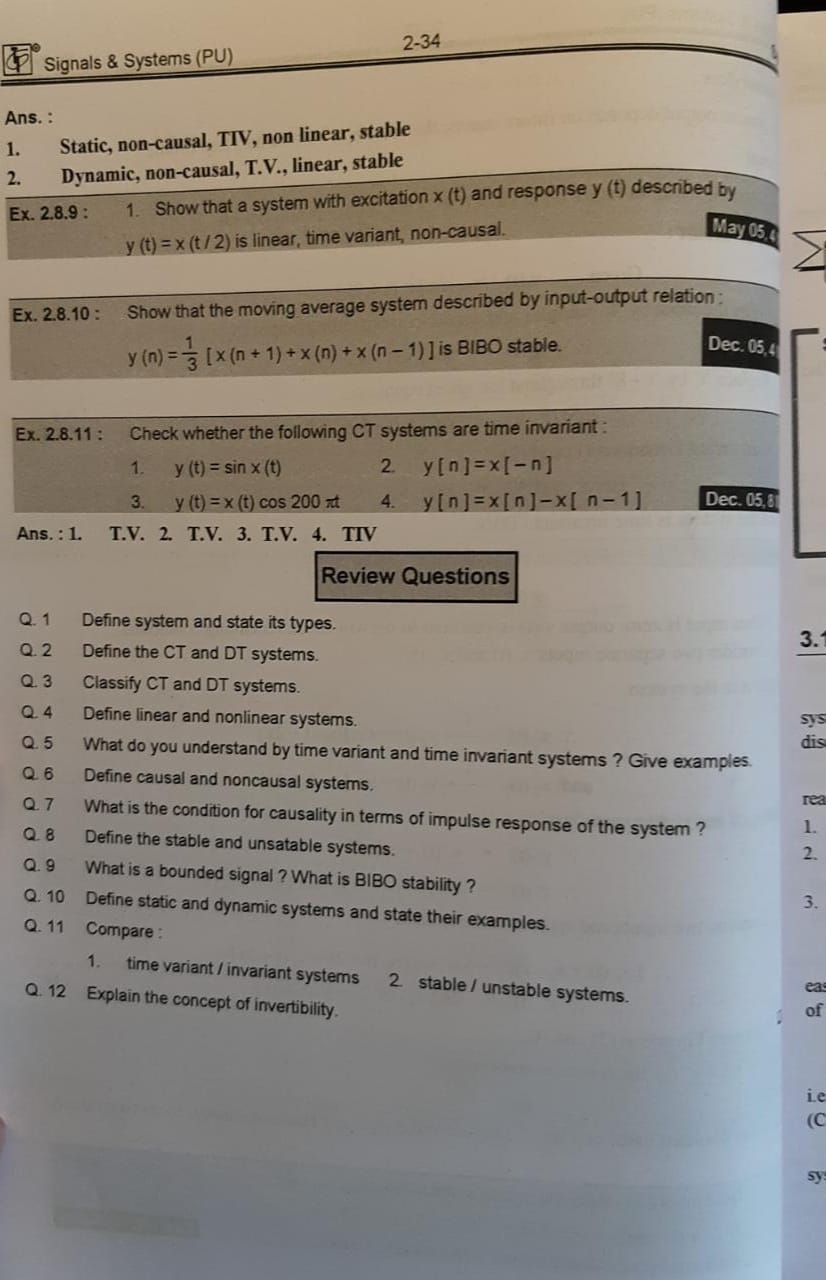 Signals & Systems (PU)
2-34
Ans. :
1. Static, non-causal, TIV, non linear, stable
2. Dynamic, non-causal, T.V., linear, stable
Ex. 2.8.9 : 1. Show that a system with excitation x (t) and response y (t) described by
y (t) = x (t / 2) is linear, time variant, non-causal.
May 05, 4
Ex. 2.8.10 : Show that the moving average system described by input-output relation :
y (n) = 1/3 [ x (n + 1) + x (n) + x (n – 1) ] is BIBO stable.
Dec. 05, 4
Ex. 2.8.11 : Check whether the following CT systems are time invariant :
1. y (t) = sin x (t) 2. y [ n ] = x [ – n ]
3. y (t) = x (t) cos 200 πt 4. y [ n ] = x [ n ] – x [ n – 1 ]
Dec. 05, 8
Ans. : 1. T.V. 2. T.V. 3. T.V. 4. TIV
Review Questions
Q. 1 Define system and state its types.
Q. 2 Define the CT and DT systems.
Q. 3 Classify CT and DT systems.
Q. 4 Define linear and nonlinear systems.
Q. 5 What do you understand by time variant and time invariant systems ? Give examples.
Q. 6 Define causal and noncausal systems.
Q. 7 What is the condition for causality in terms of impulse response of the system ?
Q. 8 Define the stable and unsatable systems.
Q. 9 What is a bounded signal ? What is BIBO stability ?
Q. 10 Define static and dynamic systems and state their examples.
Q. 11 Compare :
1. time variant / invariant systems 2. stable / unstable systems.
Q. 12 Explain the concept of invertibility.
3.1
sys
dis
rea
1.
2.
3.
eas
of
i.e
(C
sys